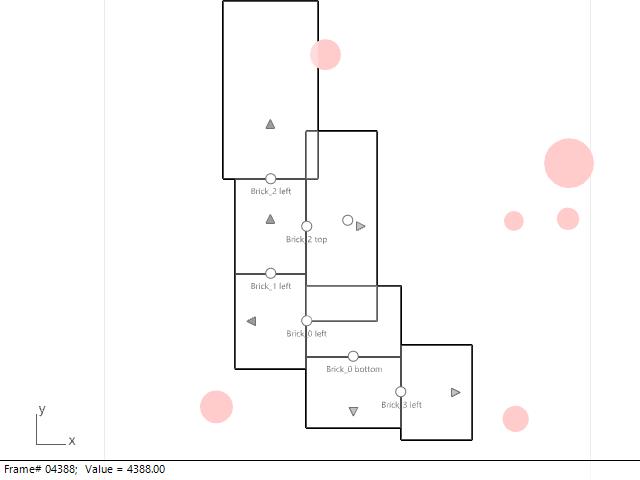 Brick_2 left
Brick_2 top
Brick_1 left
Brick_0 left
Brick_0 bottom
Brick_3 left
y
x
Frame# 04388;  Value = 4388.00